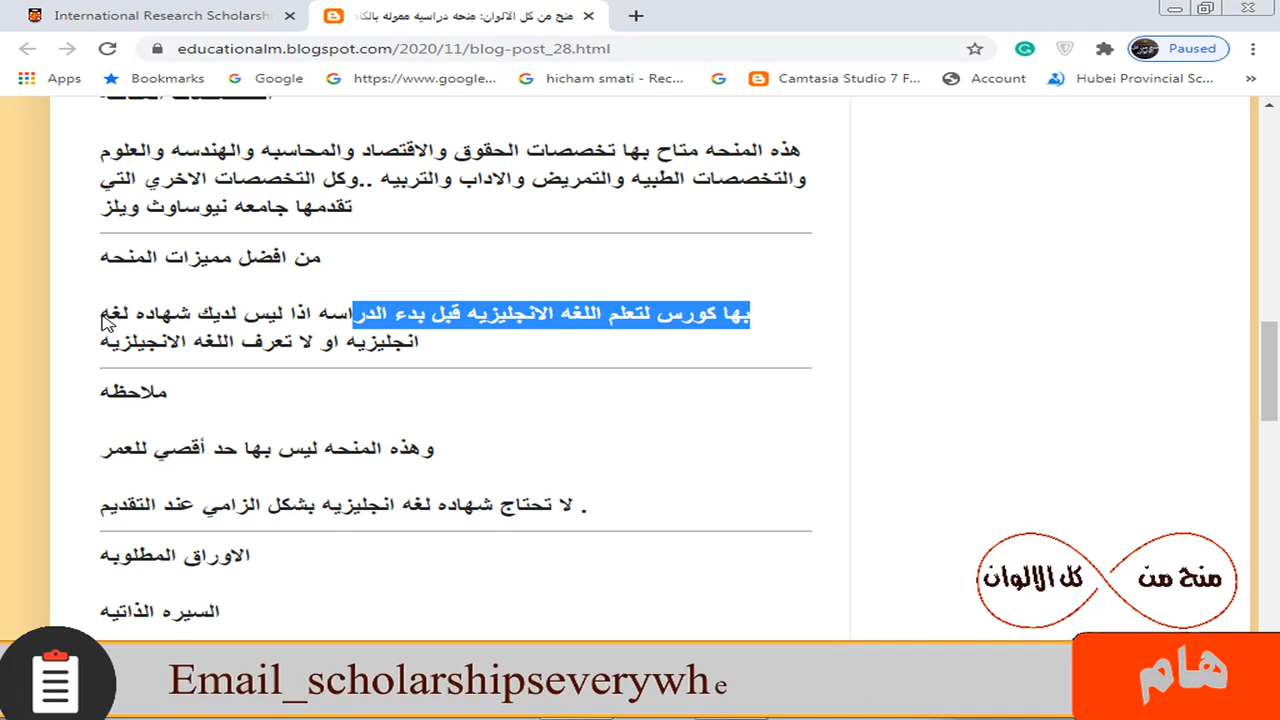 International Research Scholarsh
منح من كل الالوان: منحه دراسيه مموله بالكا
educationalm.blogspot.com/2020/11/blog-post_28.html
Paused
Apps
Bookmarks
Google
https://www.google...
hicham smati - Rec...
Camtasia Studio 7 F...
Account
Hubei Provincial Sc...
»
هذه المنحه متاح بها تخصصات الحقوق والاقتصاد والمحاسبه والهندسه والعلوم
والتخصصات الطبيه والتمريض والاداب والتربيه ..وكل التخصصات الاخري التي
تقدمها جامعه نيوساوث ويلز
من افضل مميزات المنحه
بها كورس لتعلم اللغه الانجليزيه قبل بدء الدراسه اذا ليس لديك شهاده لغه
انجليزيه او لا تعرف اللغه الانجيلزيه
ملاحظه
وهذه المنحه ليس بها حد أقصي للعمر
لا تحتاج شهاده لغه انجليزيه بشكل الزامي عند التقديم .
الاوراق المطلوبه
السيره الذاتيه
منح من كل الالوان
Email_scholarshipseverywhe
هام